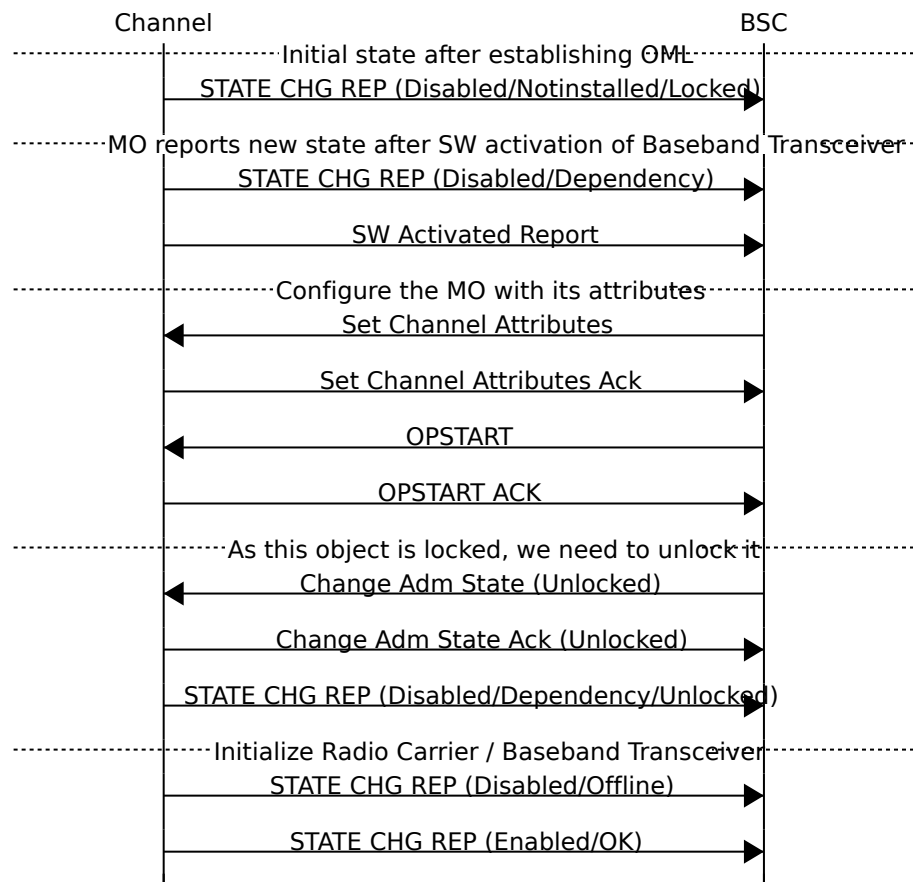 Channel BSC
Initial state after establishing OML
STATE CHG REP (Disabled/Notinstalled/Locked)
MO reports new state after SW activation of Baseband Transceiver
STATE CHG REP (Disabled/Dependency)
SW Activated Report
Configure the MO with its attributes
Set Channel Attributes
Set Channel Attributes Ack
OPSTART
OPSTART ACK
As this object is locked, we need to unlock it
Change Adm State (Unlocked)
Change Adm State Ack (Unlocked)
STATE CHG REP (Disabled/Dependency/Unlocked)
Initialize Radio Carrier / Baseband Transceiver
STATE CHG REP (Disabled/Offline)
STATE CHG REP (Enabled/OK)